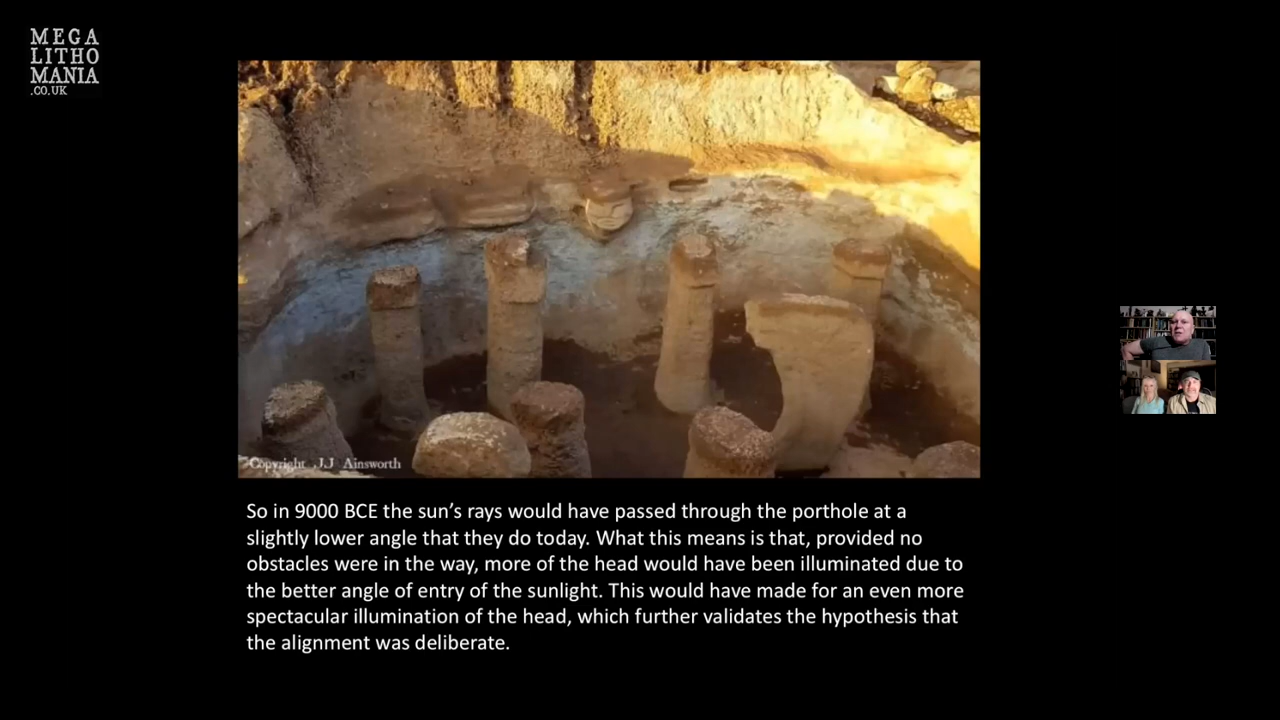 MEGA
LITHO
MANIA
.CO.UK
Copyright J.J Ainsworth
So in 9000 BCE the sun’s rays would have passed through the porthole at a
slightly lower angle that they do today. What this means is that, provided no
obstacles were in the way, more of the head would have been illuminated due to
the better angle of entry of the sunlight. This would have made for an even more
spectacular illumination of the head, which further validates the hypothesis that
the alignment was deliberate.